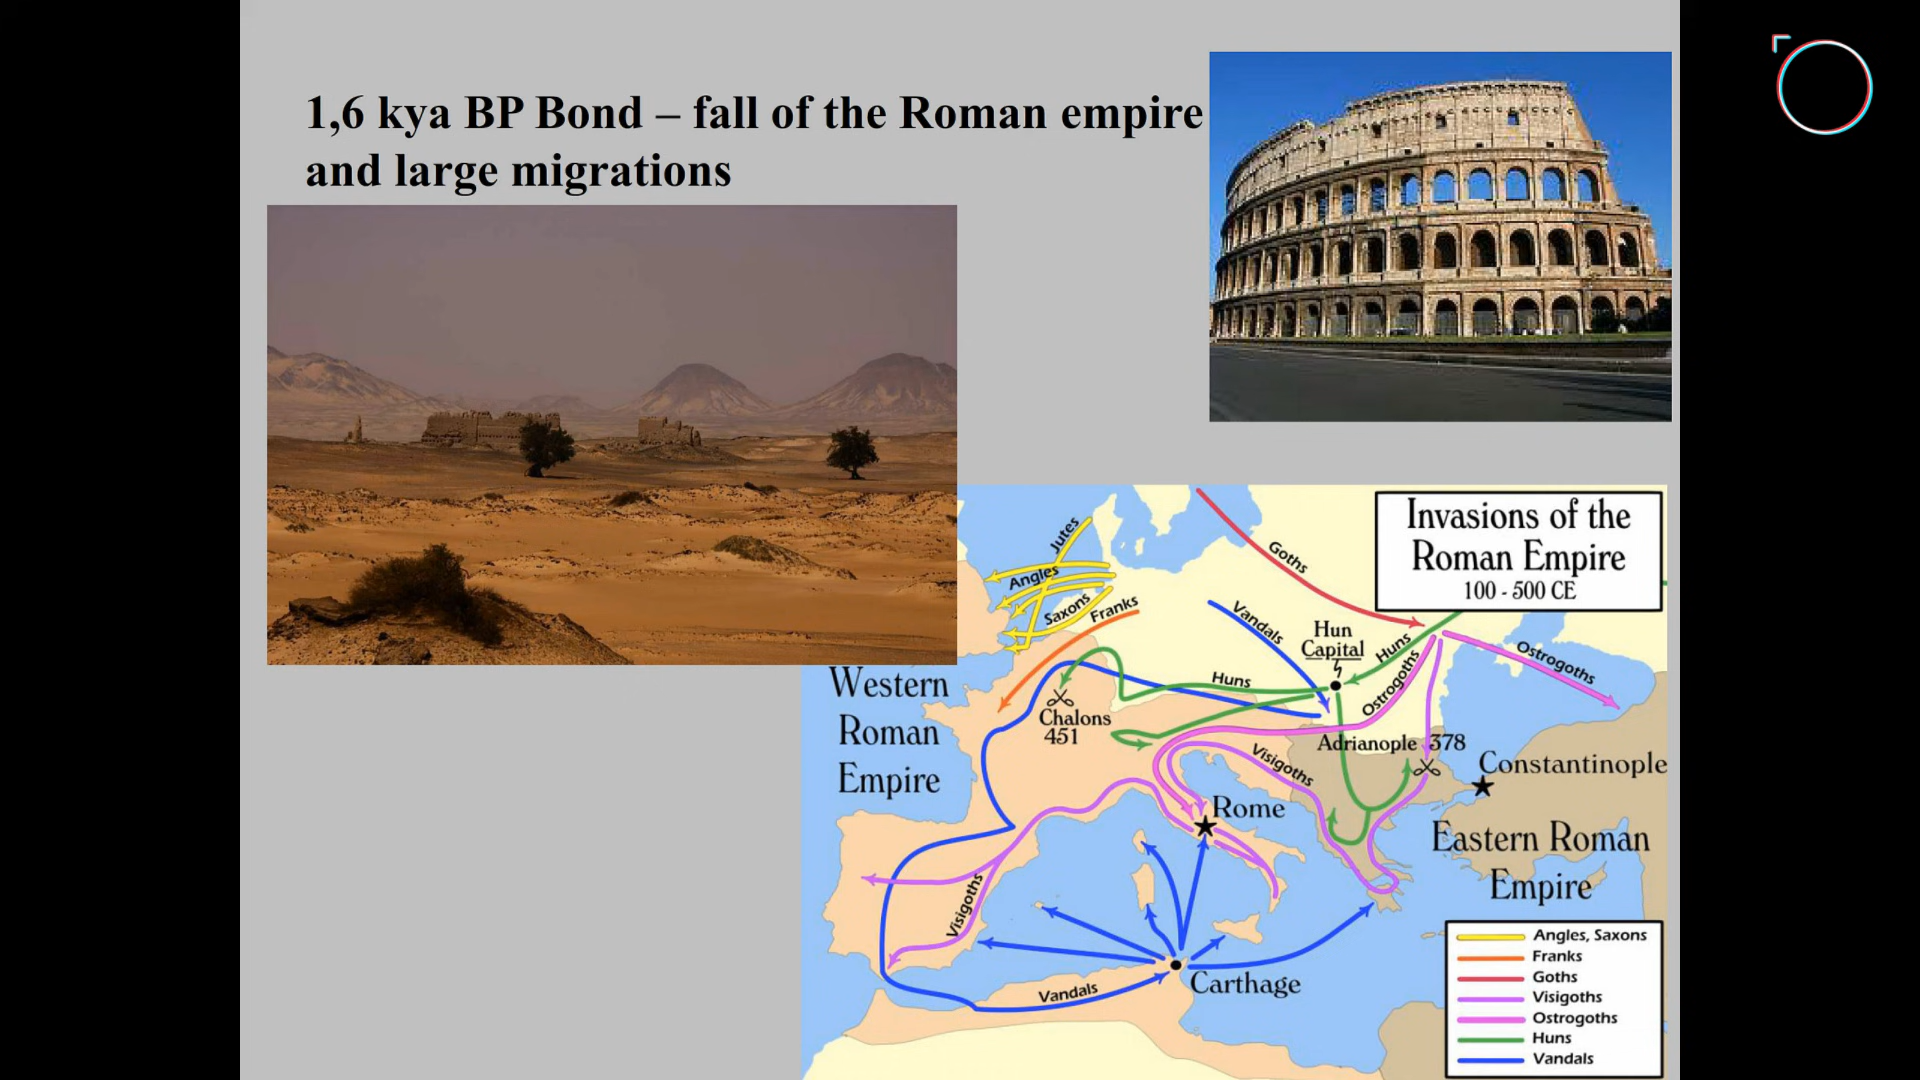 1,6 kya BP Bond – fall of the Roman empire
and large migrations
Invasions of the
Roman Empire
100 - 500 CE
Jutes
Angles
Saxons
Franks
Goths
Vandals
Hun
Capital
Huns
Ostrogoths
Ostrogoths
Huns
Western
Roman
Empire
Chalons
451
Adrianople 378
Visigoths
Constantinople
Rome
Eastern Roman
Empire
Visigoths
Vandals
Carthage
Angles, Saxons
Franks
Goths
Visigoths
Ostrogoths
Huns
Vandals